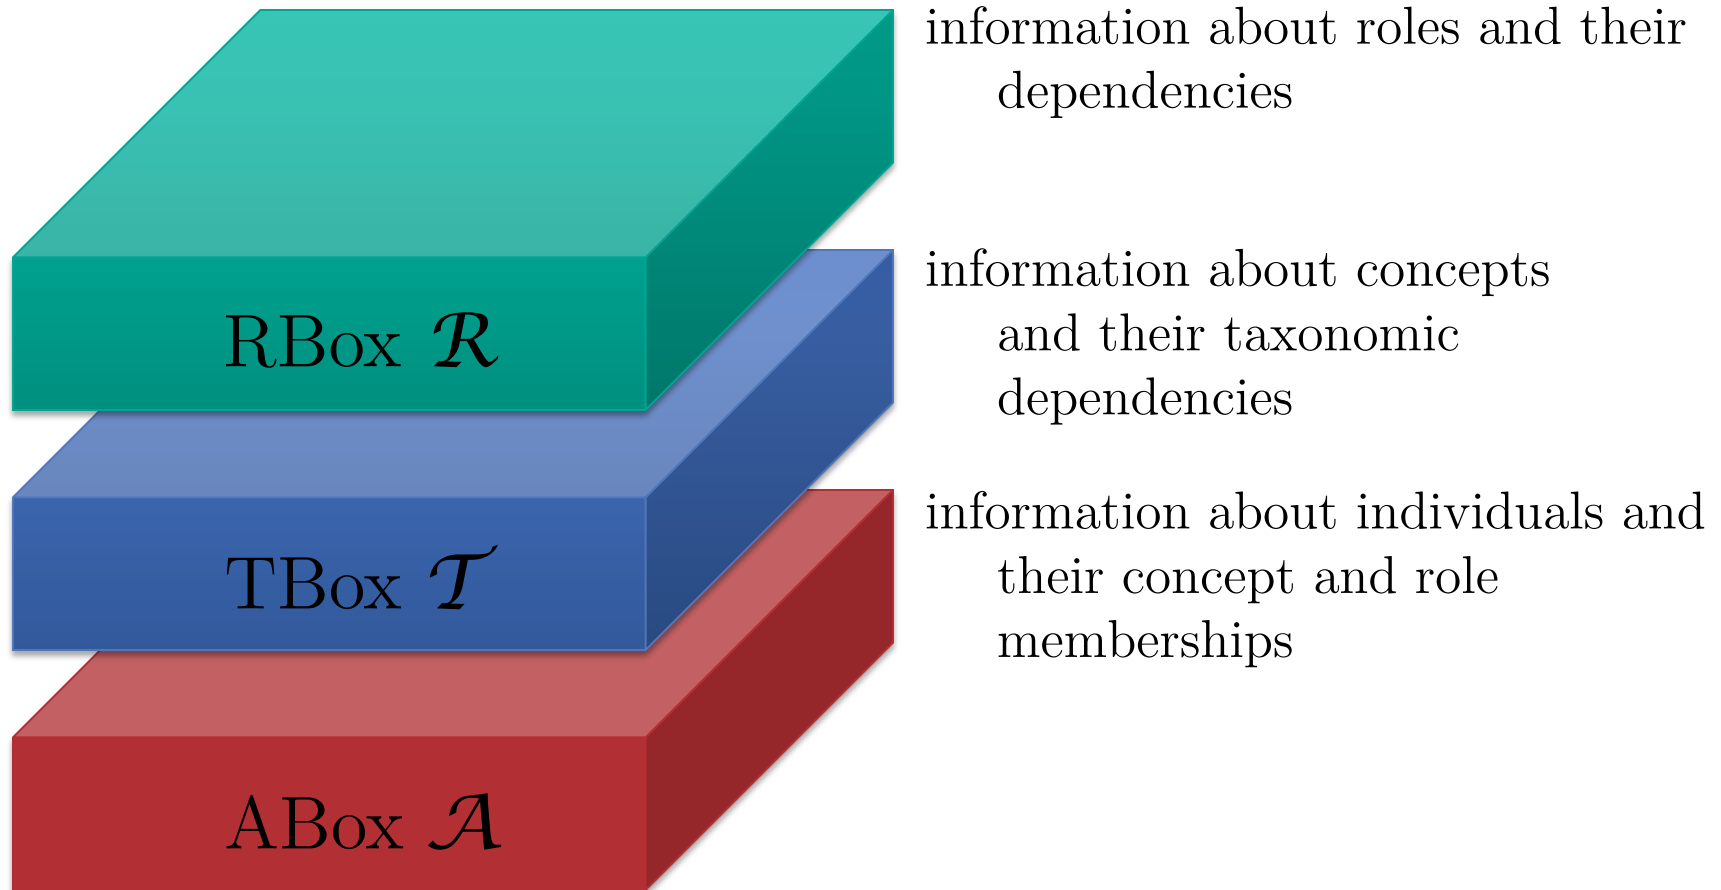 information about roles and their
dependencies
RBox 𝓡
information about concepts
and their taxonomic
dependencies
TBox 𝓣
information about individuals and
their concept and role
memberships
ABox 𝓐